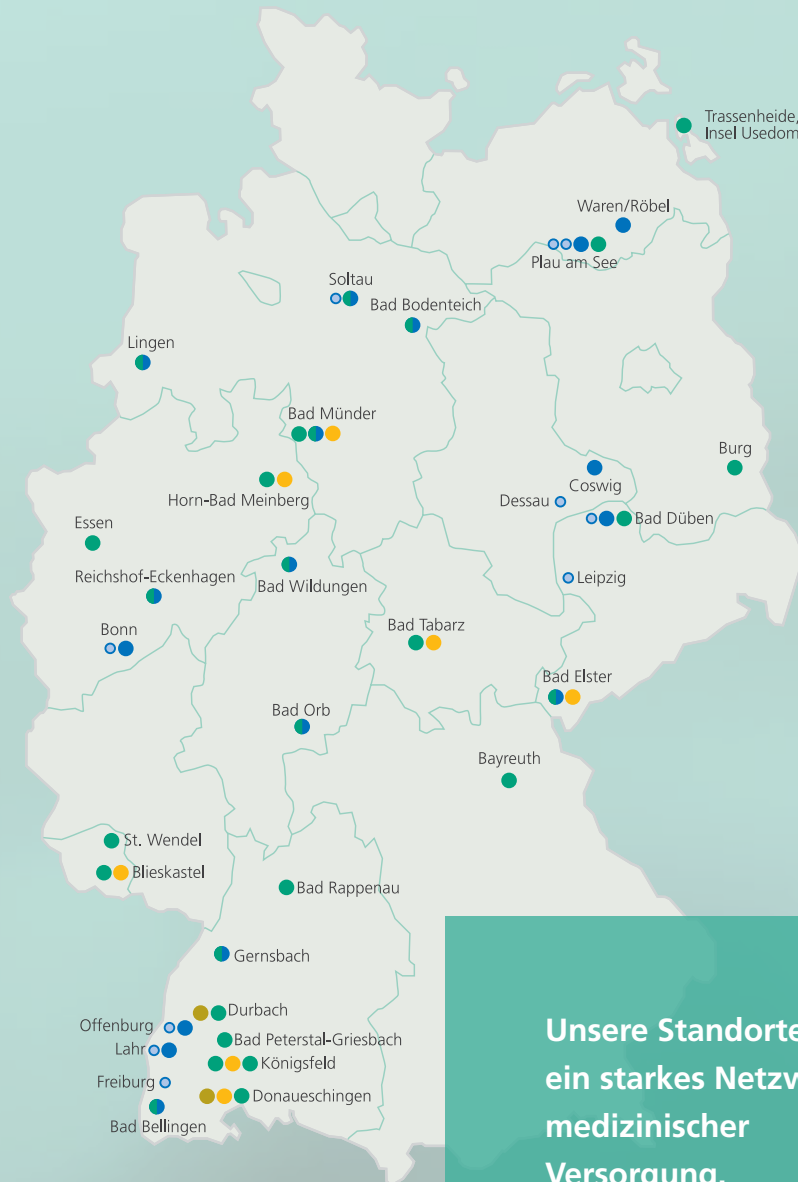 Trassenheide,
Insel Usedom
Waren/Röbel
Plau am See
Soltau
Bad Bodenteich
Lingen
Bad Münder
Burg
Coswig
Horn-Bad Meinberg
Dessau
Bad Düben
Essen
Reichshof-Eckenhagen
Bad Wildungen
Leipzig
Bonn
Bad Tabarz
Bad Elster
Bad Orb
Bayreuth
St. Wendel
Blieskastel
Bad Rappenau
Gernsbach
Durbach
Offenburg
Bad Peterstal-Griesbach
Lahr
Königsfeld
Freiburg
Donaueschingen
Bad Bellingen
Unsere Standorte
ein starkes Netzw
medizinischer
Versorgung.